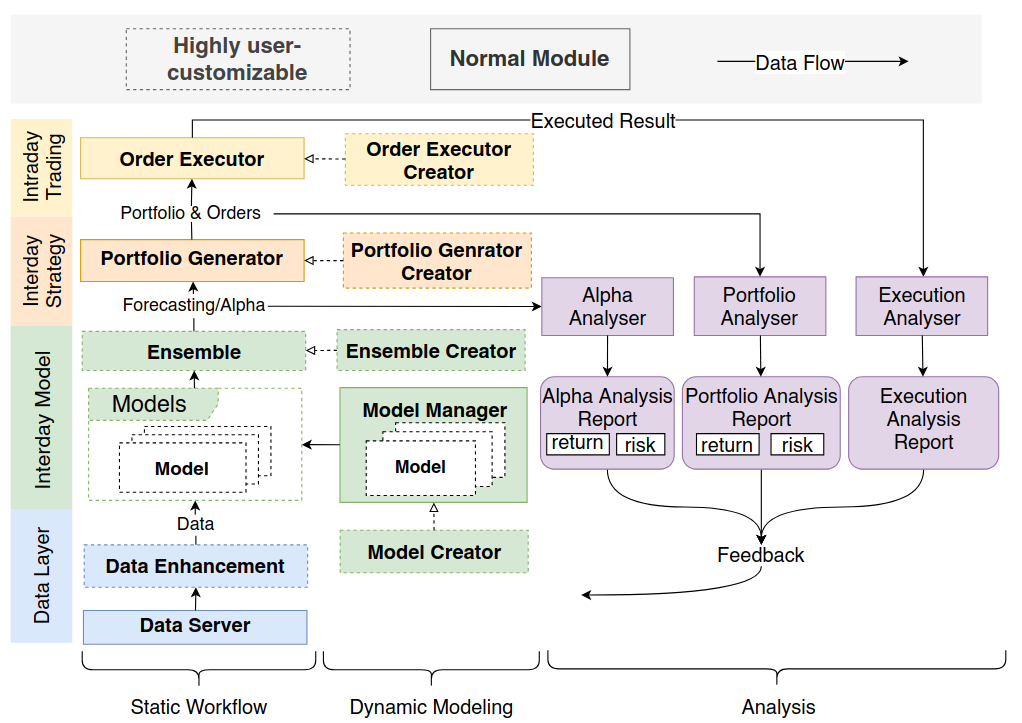 Highly user-
customizable
Normal Module
Data Flow
Intraday
Trading
Executed Result
Order Executor
Order Executor
Creator
Portfolio & Orders
Interday
Strategy
Portfolio Generator
Portfolio Genrator
Creator
Forecasting/Alpha
Alpha
Analyser
Portfolio
Analyser
Execution
Analyser
Interday Model
Ensemble
Ensemble Creator
Models
Model
Model Manager
Model
Alpha Analysis
Report
return
risk
Portfolio Analysis
Report
return
risk
Execution
Analysis
Report
Data
Model Creator
Feedback
Data Layer
Data Enhancement
Data Server
Static Workflow
Dynamic Modeling
Analysis